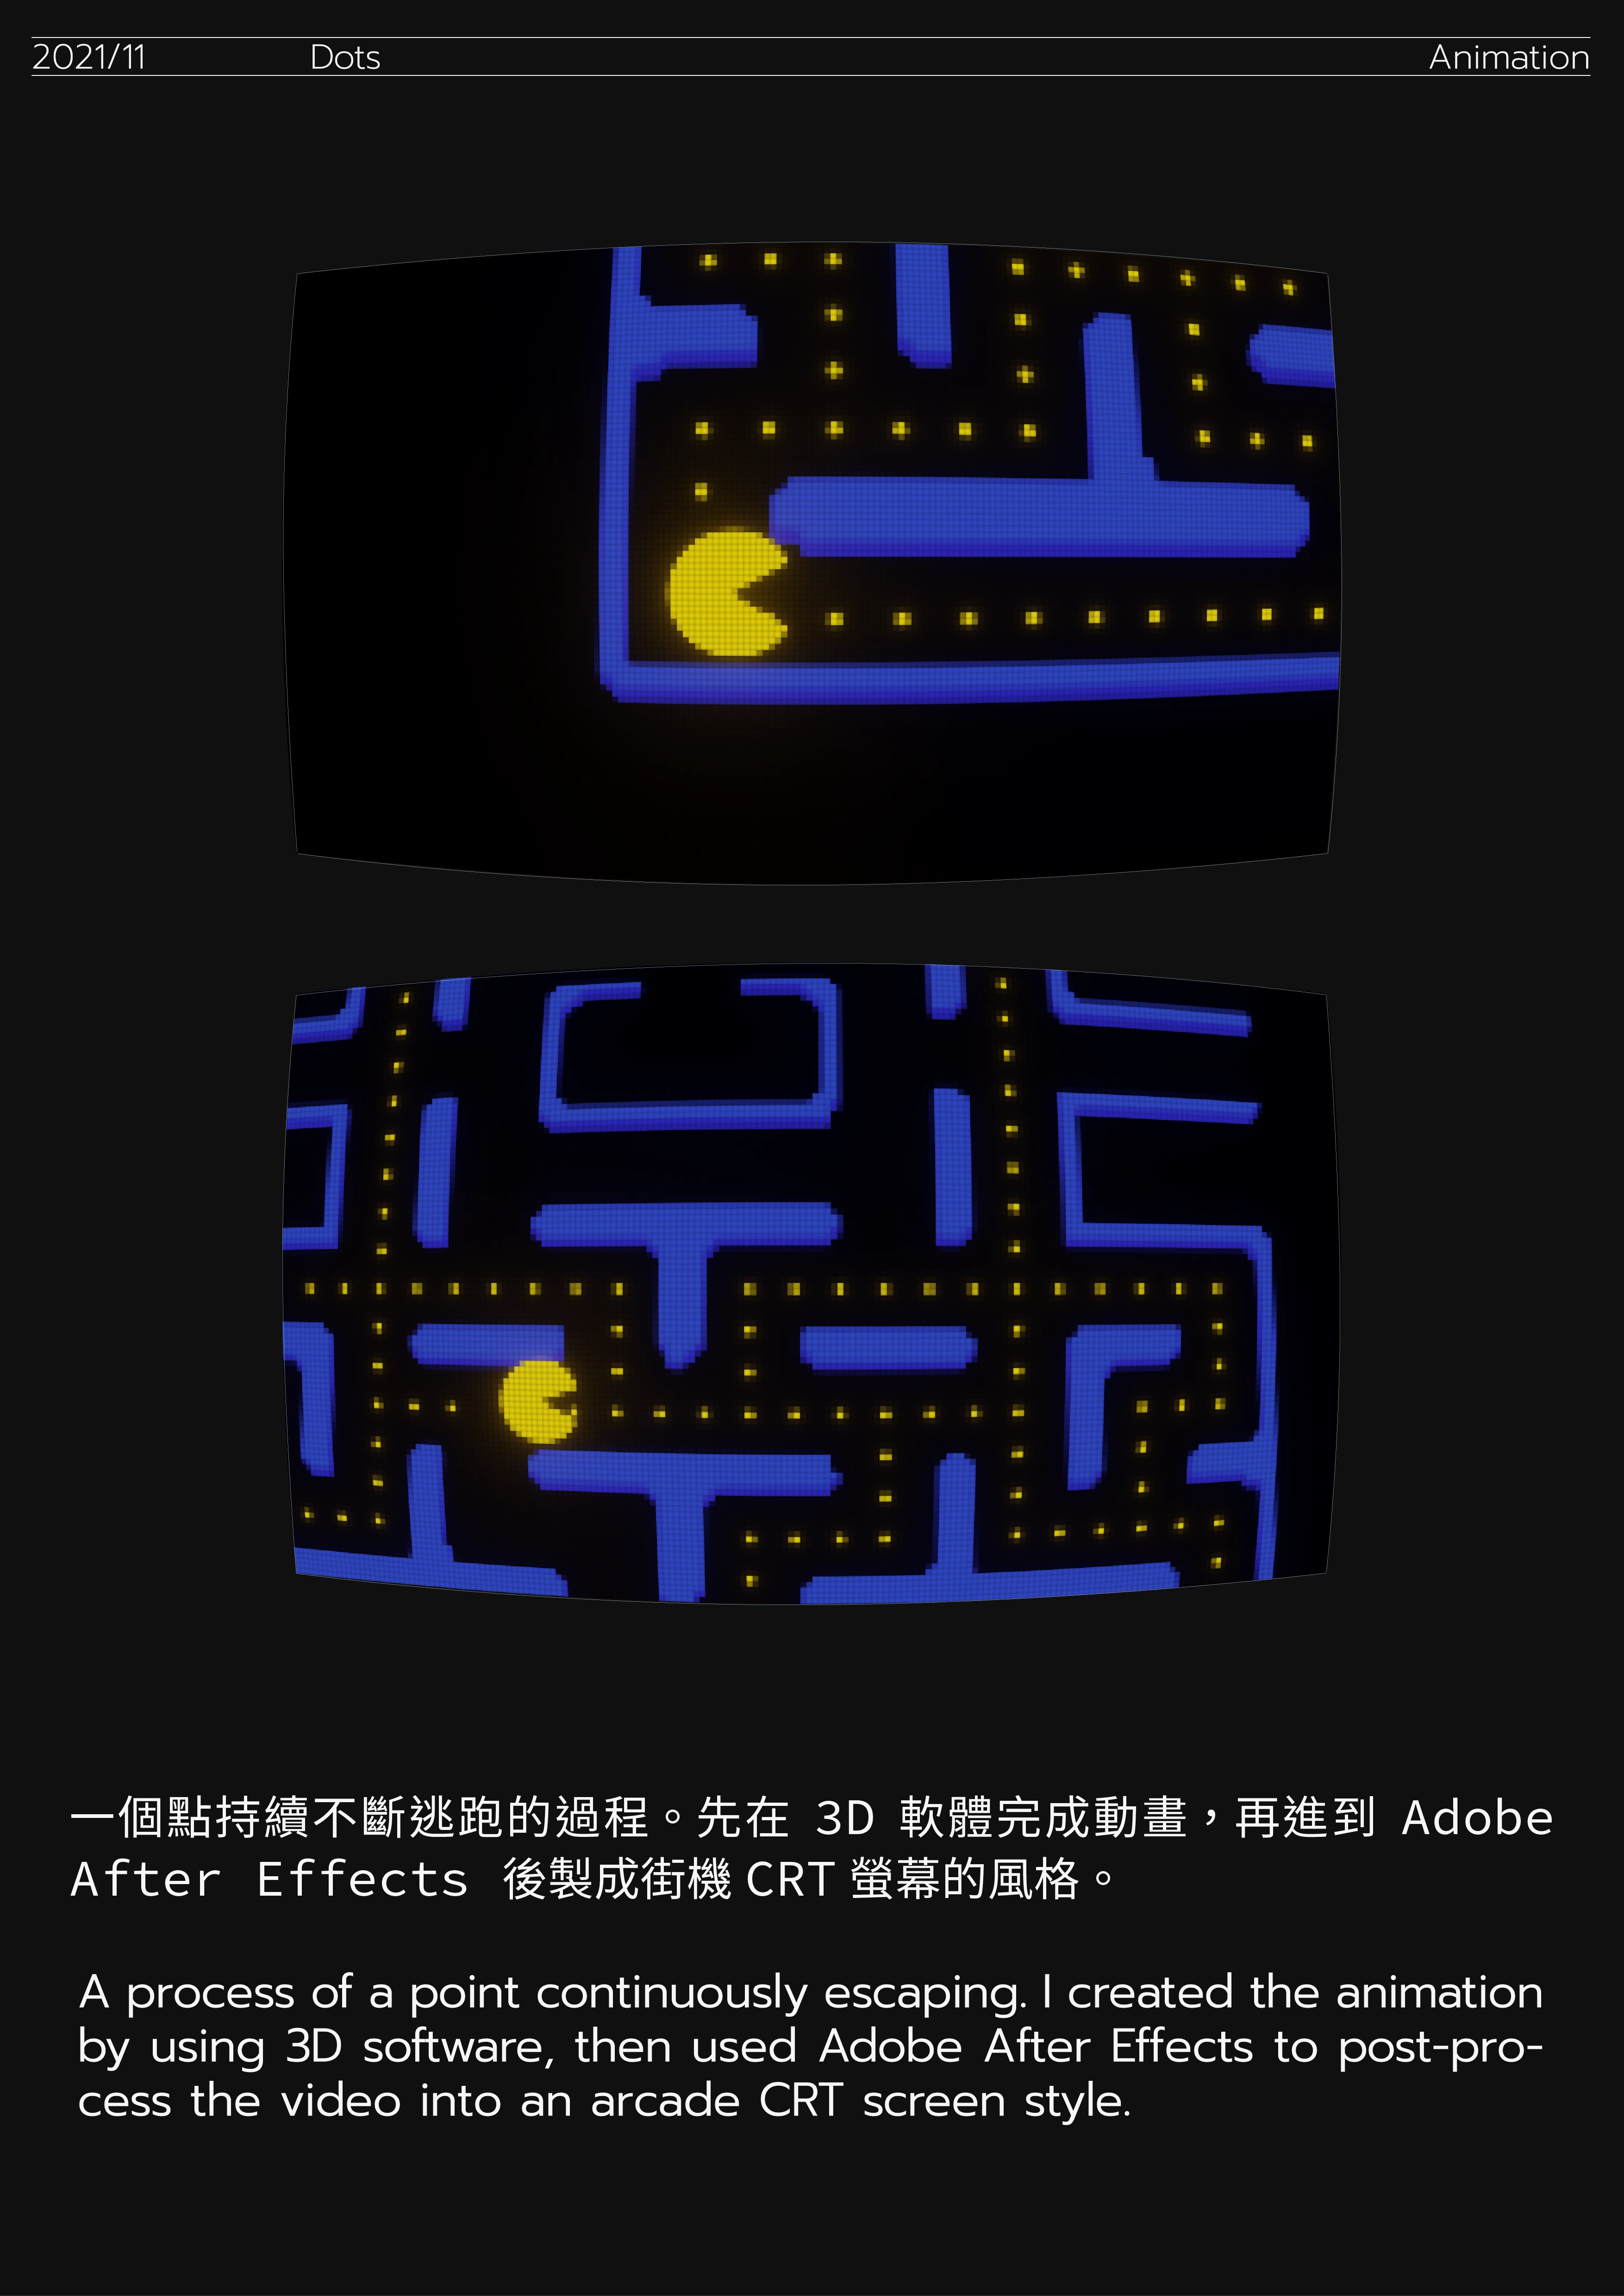 2021/11 Dots Animation
一個點持續不斷逃跑的過程。先在 3D 軟體完成動畫，再進到 Adobe
After Effects 後製成街機 CRT 螢幕的風格。
A process of a point continuously escaping. I created the animation
by using 3D software, then used Adobe After Effects to post-pro-
cess the video into an arcade CRT screen style.